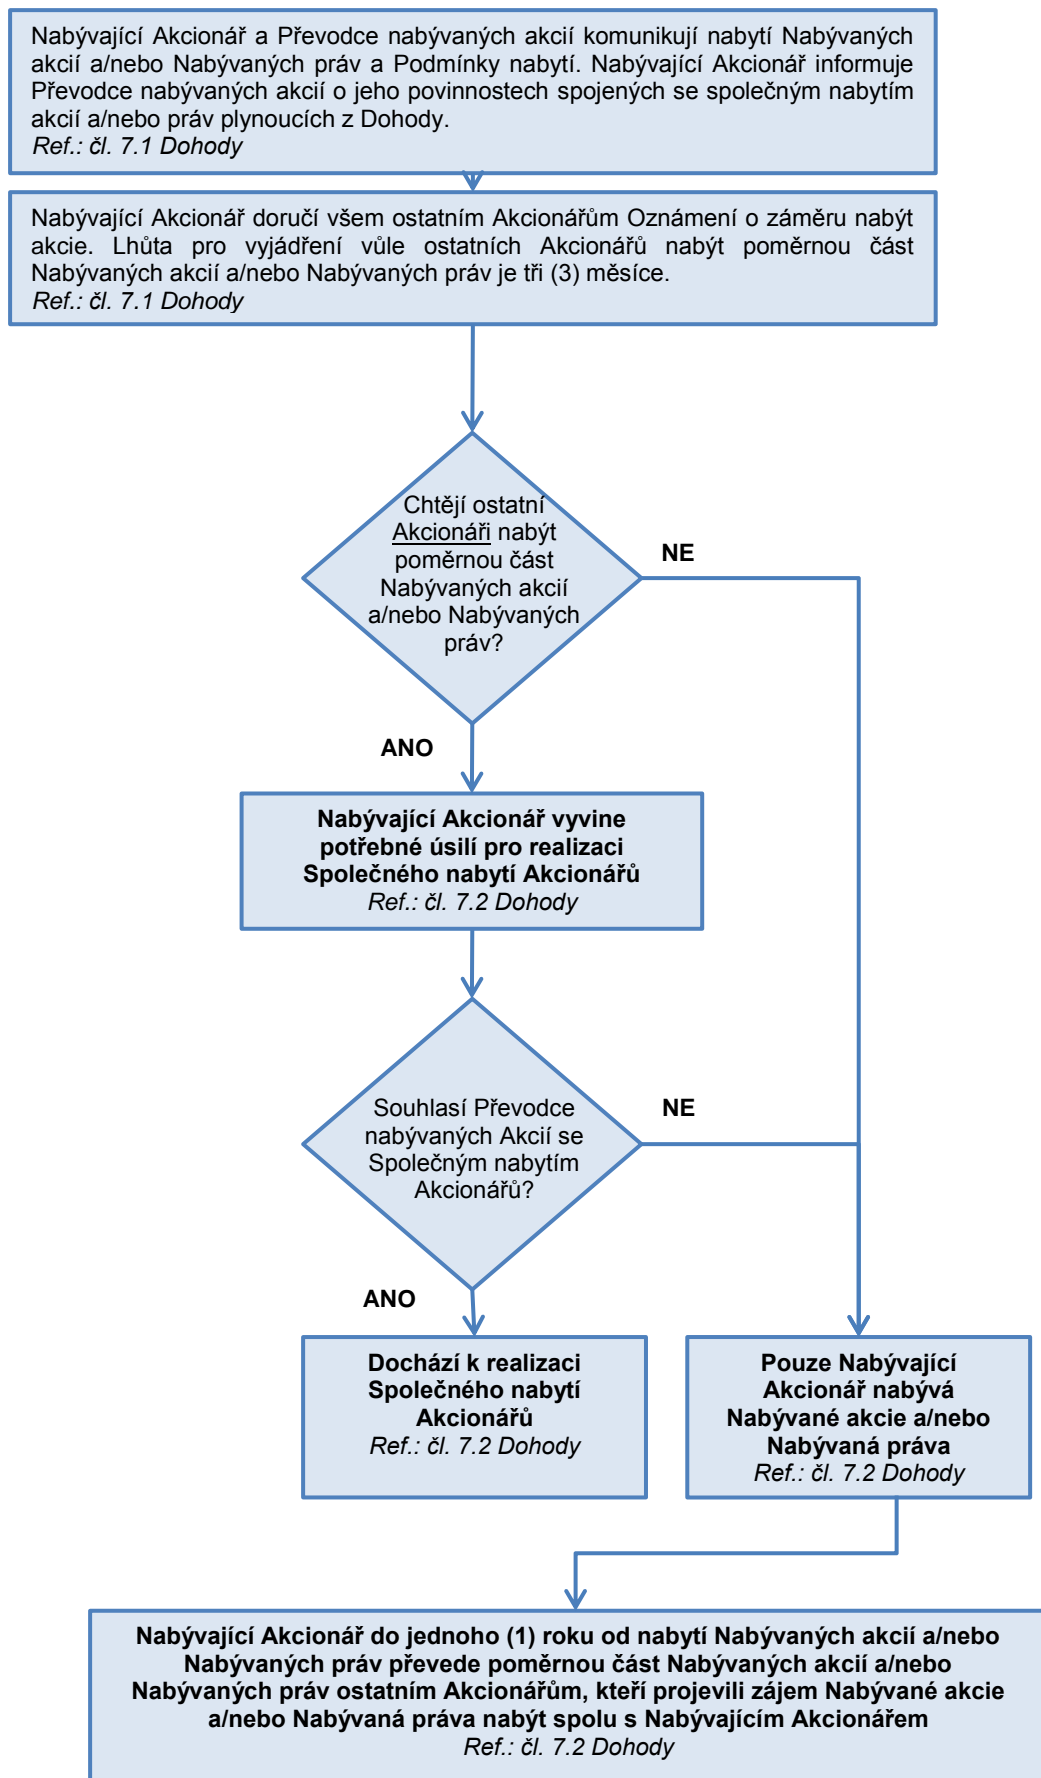 Nabývající Akcionář a Převodce nabývaných akcií komunikují nabytí Nabývaných
akcií a/nebo Nabývaných práv a Podmínky nabytí. Nabývající Akcionář informuje
Převodce nabývaných akcií o jeho povinnostech spojených se společným nabytím
akcií a/nebo práv plynoucích z Dohody.
Ref.: čl. 7.1 Dohody
Nabývající Akcionář doručí všem ostatním Akcionářům Oznámení o záměru nabýt
akcie. Lhůta pro vyjádření vůle ostatních Akcionářů nabýt poměrnou část
Nabývaných akcií a/nebo Nabývaných práv je tři (3) měsíce.
Ref.: čl. 7.1 Dohody
Chtějí ostatní
Akcionáři nabýt
poměrnou část
Nabývaných akcií
a/nebo Nabývaných
práv?
NE
ANO
Nabývající Akcionář vyvine
potřebné úsilí pro realizaci
Společného nabytí Akcionářů
Ref.: čl. 7.2 Dohody
Souhlasí Převodce
nabývaných Akcií se
Společným nabytím
Akcionářů?
NE
ANO
Dochází k realizaci
Společného nabytí
Akcionářů
Ref.: čl. 7.2 Dohody
Pouze Nabývající
Akcionář nabývá
Nabývané akcie a/nebo
Nabývaná práva
Ref.: čl. 7.2 Dohody
Nabývající Akcionář do jednoho (1) roku od nabytí Nabývaných akcií a/nebo
Nabývaných práv převede poměrnou část Nabývaných akcií a/nebo
Nabývaných práv ostatním Akcionářům, kteří projevili zájem Nabývané akcie
a/nebo Nabývaná práva nabýt spolu s Nabývajícím Akcionářem
Ref.: čl. 7.2 Dohody